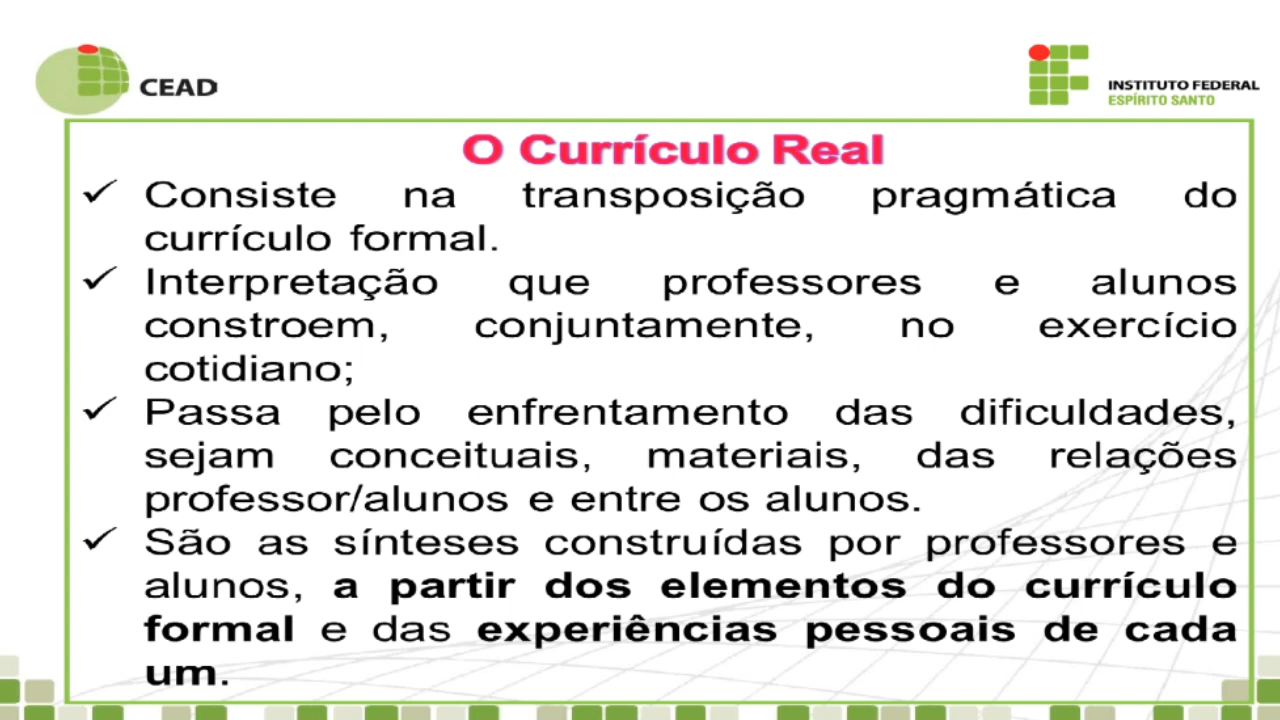 CEAD
INSTITUTO FEDERAL
ESPÍRITO SANTO
O Currículo Real
✓ Consiste na transposição pragmática do
currículo formal.
✓ Interpretação que professores e alunos
constroem, conjuntamente, no exercício
cotidiano;
✓ Passa pelo enfrentamento das dificuldades,
sejam conceituais, materiais, das relações
professor/alunos e entre os alunos.
✓ São as sínteses construídas por professores e
alunos, a partir dos elementos do currículo
formal e das experiências pessoais de cada
um.